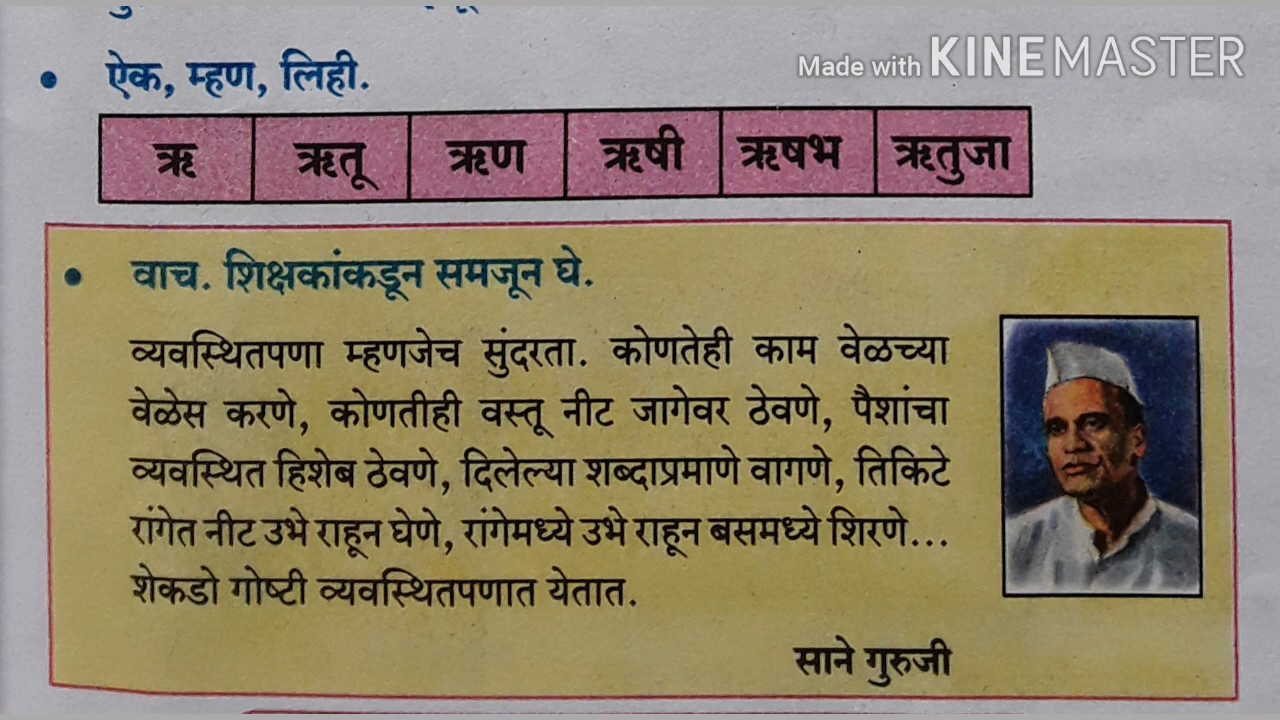 Made with KINEMASTER
• ऐक, म्हण, लिही.
ऋ ऋतू ऋण ऋषी ऋषभ ऋतुजा
• वाच. शिक्षकांकडून समजून घे.
व्यवस्थितपणा म्हणजेच सुंदरता. कोणतेही काम वेळच्या
वेळेस करणे, कोणतीही वस्तू नीट जागेवर ठेवणे, पैशांचा
व्यवस्थित हिशेब ठेवणे, दिलेल्या शब्दाप्रमाणे वागणे, तिकिटे
रांगेत नीट उभे राहून घेणे, रांगेमध्ये उभे राहून बसमध्ये शिरणे...
शेकडो गोष्टी व्यवस्थितपणात येतात.
साने गुरुजी